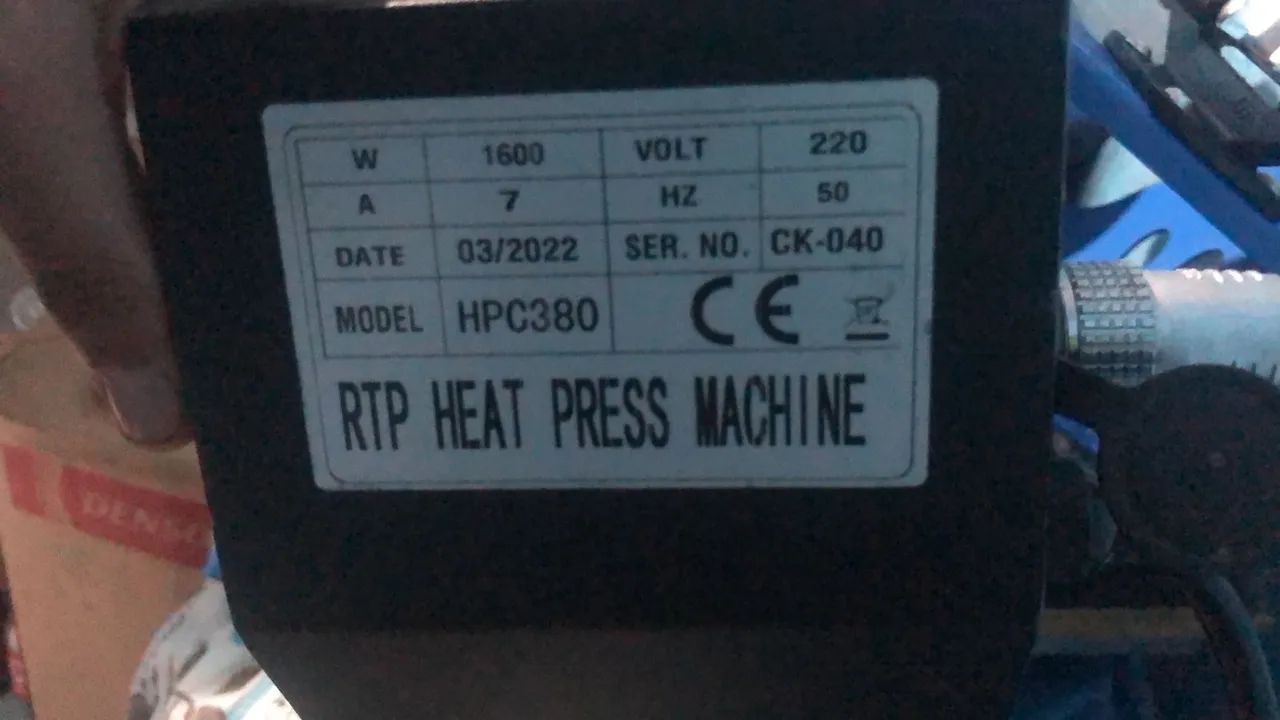 W 1600 VOLT 220
A 7 HZ 50
DATE 03/2022 SER. NO. CK-040
MODEL HPC380 CE
RTP HEAT PRESS MACHINE
DENSO